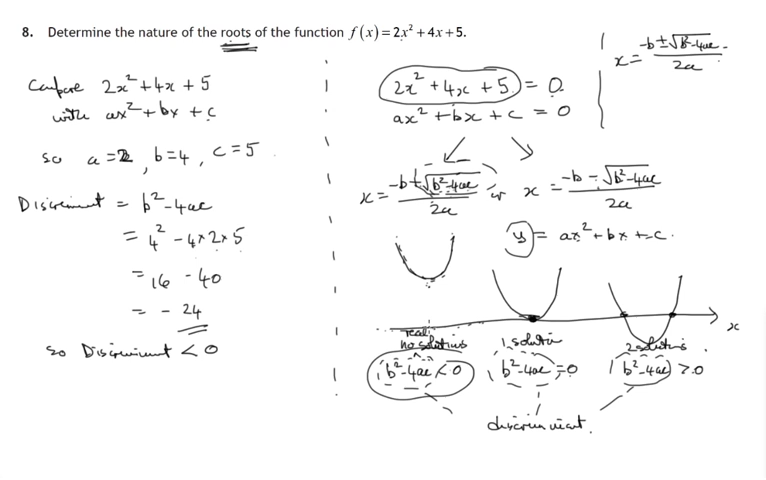 8. Determine the nature of the roots of the function f(x)=2x²+4x+5.
Compare 2x²+4x+5
with ax²+bx+c
so a=2, b=4, c=5
Discriminent = b²-4ac
= 4²-4×2×5
= 16 - 40
= - 24
so Discriminent < 0
2x²+4x+5 = 0
ax²+bx+c = 0
x = -b+√b²-4ac / 2a or x = -b-√b²-4ac / 2a
y = ax²+bx+c.
x
real
no solutions
1 solution
2 solutions
b²-4ac<0
b²-4ac=0
b²-4ac>0
discriminent.
x = -b±√b²-4ac / 2a